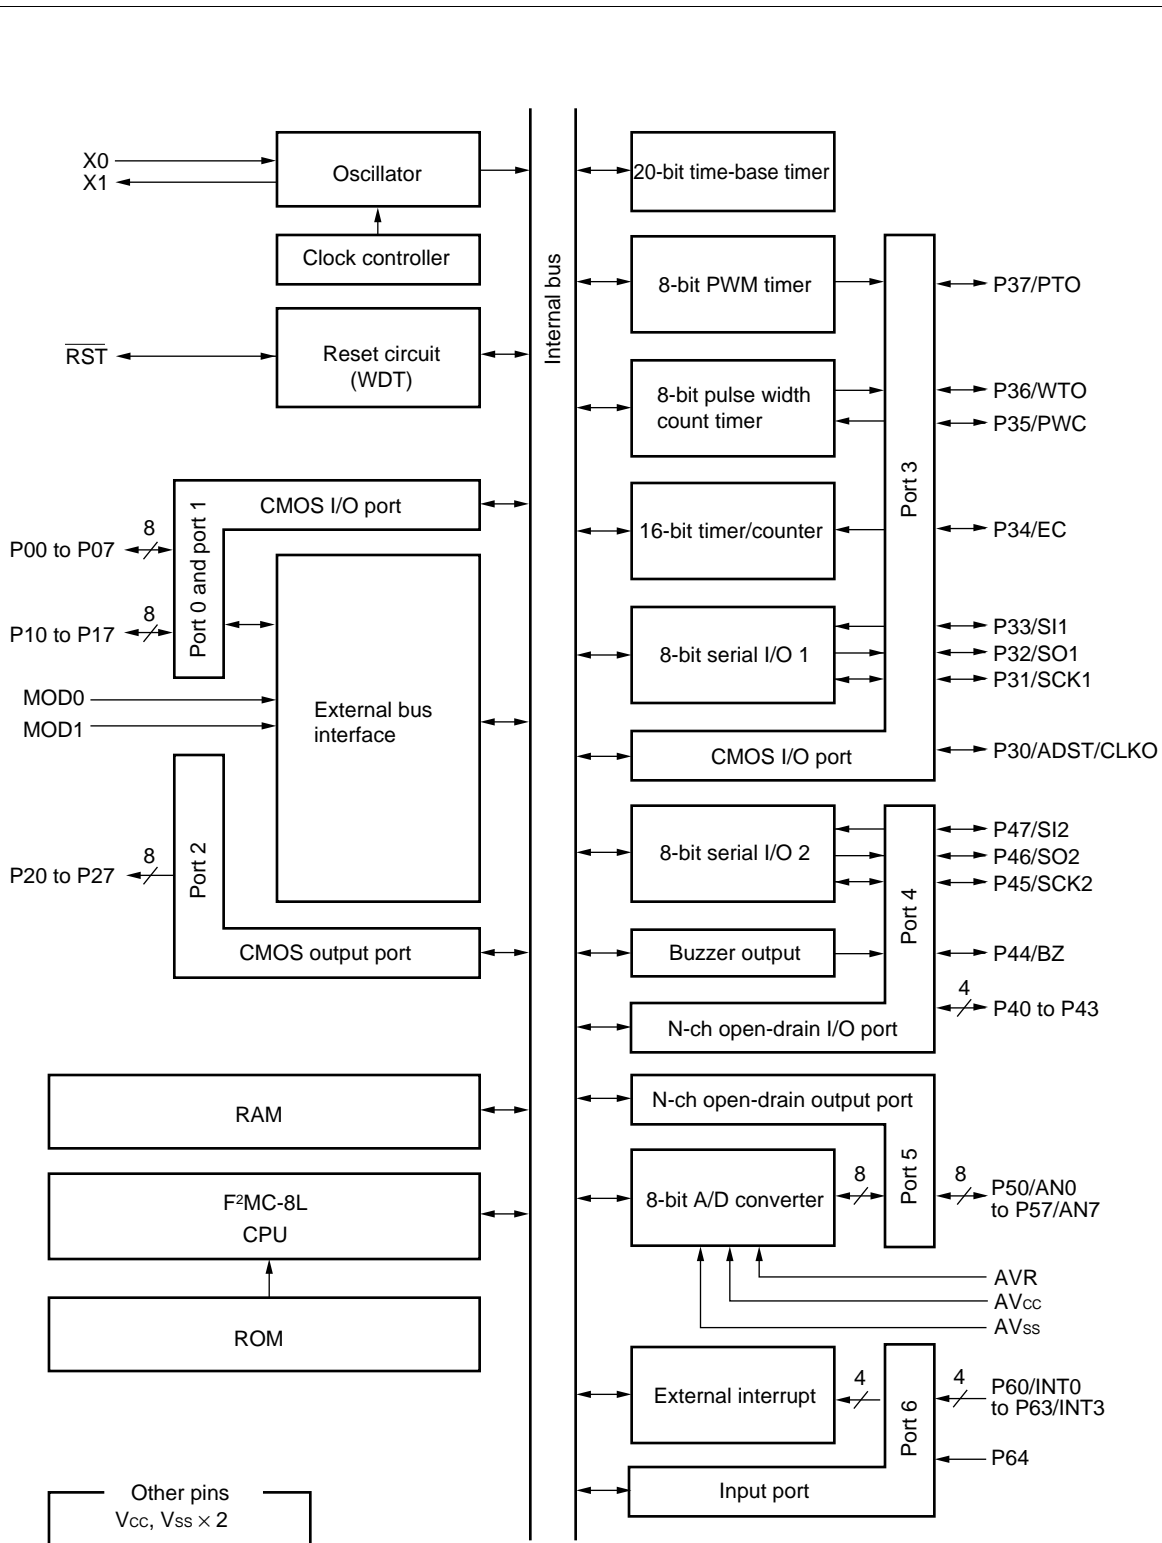 X0
X1
Oscillator
Clock controller
RST
Reset circuit
(WDT)
CMOS I/O port
Port 0 and port 1
8
P00 to P07
8
P10 to P17
MOD0
MOD1
External bus
interface
Port 2
8
P20 to P27
CMOS output port
RAM
F²MC-8L
CPU
ROM
Other pins
Vcc, Vss × 2
Internal bus
20-bit time-base timer
8-bit PWM timer
8-bit pulse width
count timer
16-bit timer/counter
8-bit serial I/O 1
CMOS I/O port
Port 3
P37/PTO
P36/WTO
P35/PWC
P34/EC
P33/SI1
P32/SO1
P31/SCK1
P30/ADST/CLKO
8-bit serial I/O 2
Buzzer output
N-ch open-drain I/O port
Port 4
P47/SI2
P46/SO2
P45/SCK2
P44/BZ
4
P40 to P43
N-ch open-drain output port
8-bit A/D converter
8
Port 5
8
P50/AN0
to P57/AN7
AVR
AVcc
AVss
External interrupt
4
Port 6
4
P60/INT0
to P63/INT3
P64
Input port